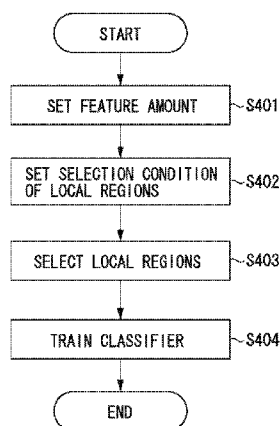 START
SET FEATURE AMOUNT
S401
SET SELECTION CONDITION
OF LOCAL REGIONS
S402
SELECT LOCAL REGIONS
S403
TRAIN CLASSIFIER
S404
END